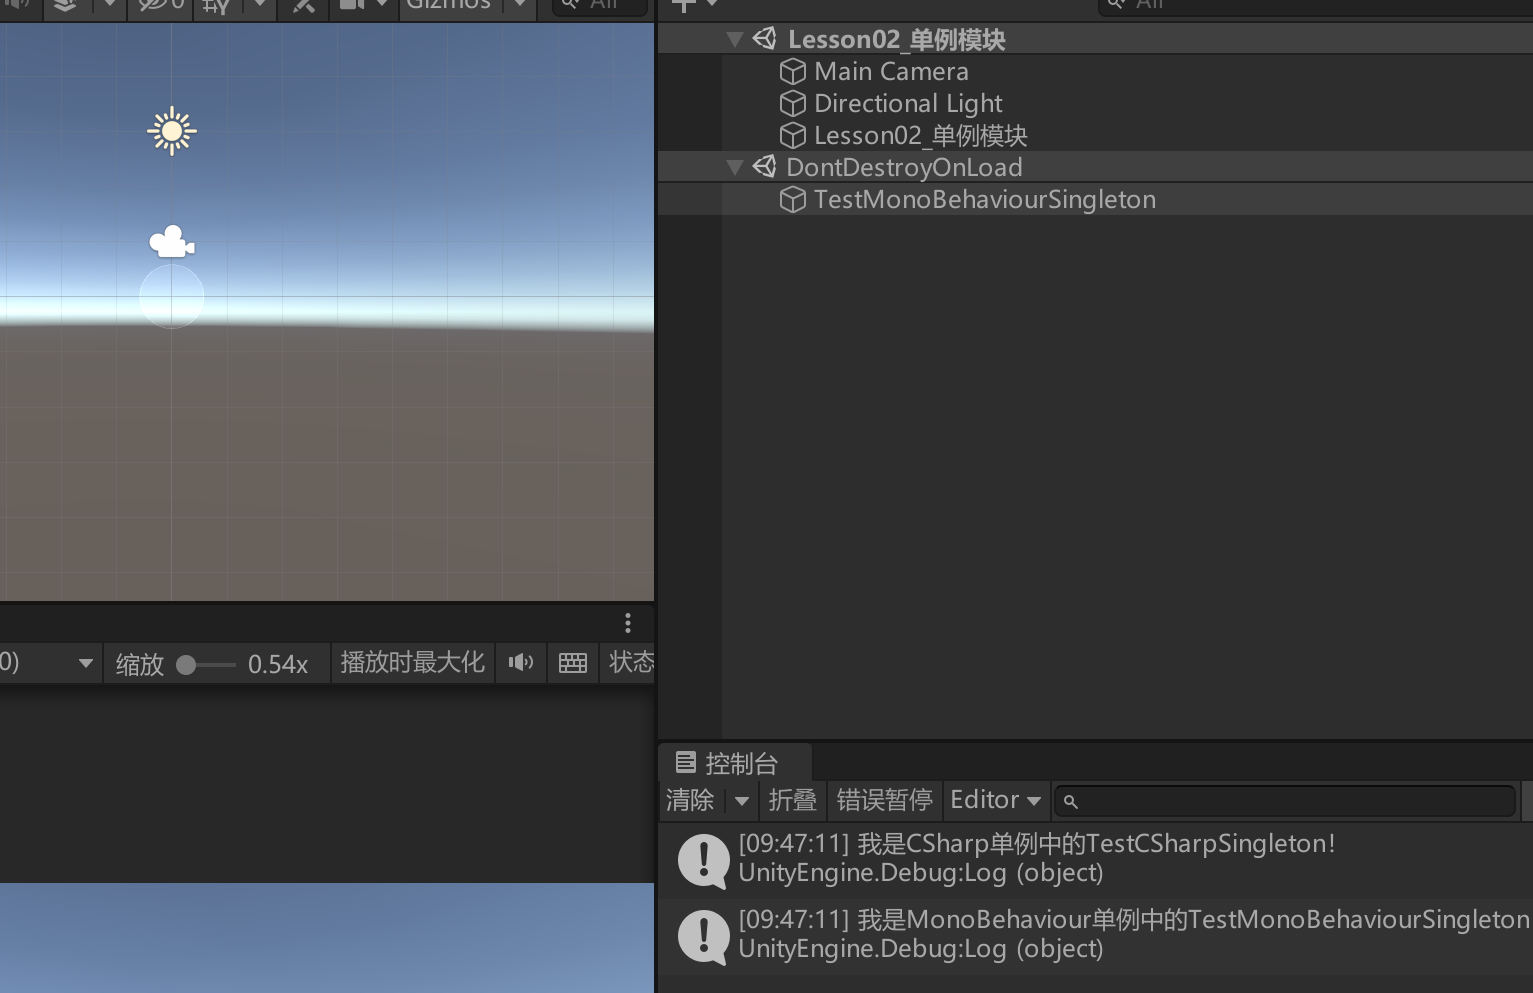 Gizmos
All
All
Lesson02_单例模块
Main Camera
Directional Light
Lesson02_单例模块
DontDestroyOnLoad
TestMonoBehaviourSingleton
0)
缩放
0.54x
播放时最大化
状态
控制台
清除
折叠
错误暂停
Editor
[09:47:11] 我是CSharp单例中的TestCSharpSingleton!
UnityEngine.Debug:Log (object)
[09:47:11] 我是MonoBehaviour单例中的TestMonoBehaviourSingleton
UnityEngine.Debug:Log (object)